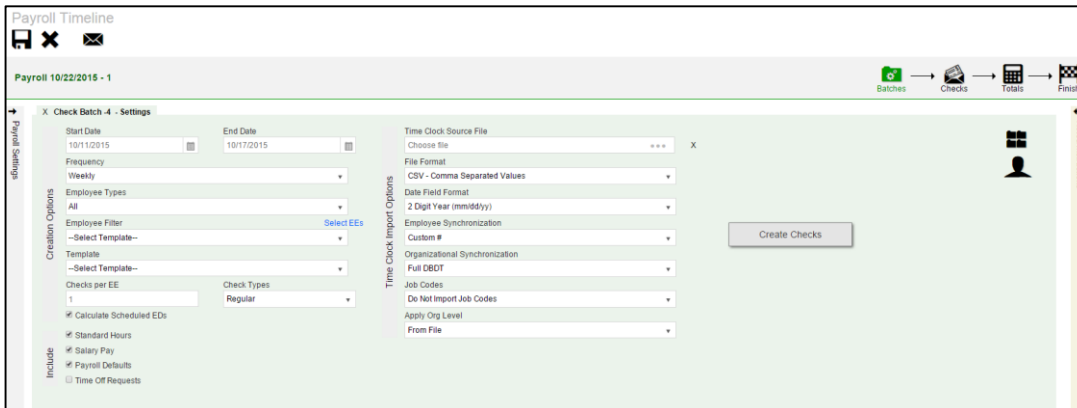 Payroll Timeline
Payroll 10/22/2015 - 1
Batches
Checks
Totals
Finish
Payroll Settings
X Check Batch -4 - Settings
Creation Options
Start Date
End Date
10/11/2015
10/17/2015
Frequency
Weekly
Employee Types
All
Employee Filter
Select EEs
--Select Template--
Template
--Select Template--
Checks per EE
Check Types
1
Regular
Calculate Scheduled EDs
Include
Standard Hours
Salary Pay
Payroll Defaults
Time Off Requests
Time Clock Import Options
Time Clock Source File
Choose file
X
File Format
CSV - Comma Separated Values
Date Field Format
2 Digit Year (mm/dd/yy)
Employee Synchronization
Custom #
Organizational Synchronization
Full DBDT
Job Codes
Do Not Import Job Codes
Apply Org Level
From File
Create Checks